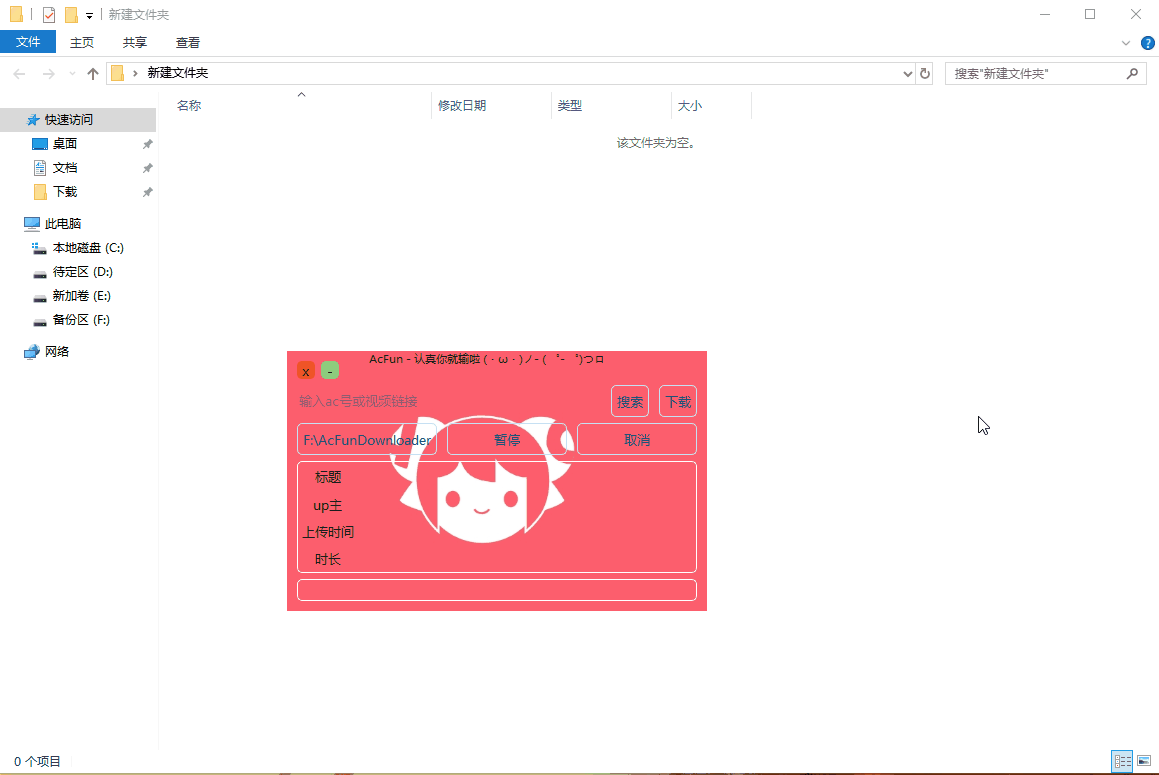 新建文件夹
文件 主页 共享 查看
新建文件夹
搜索"新建文件夹"
名称 修改日期 类型 大小
该文件夹为空。
快速访问
桌面
文档
下载
此电脑
本地磁盘 (C:)
待定区 (D:)
新加卷 (E:)
备份区 (F:)
网络
AcFun - 认真你就输啦 (・ω・)ノ- ( ゜- ゜)つロ
x -
输入ac号或视频链接 搜索 下载
F:\AcFunDownloader 暂停 取消
标题
up主
上传时间
时长
0 个项目